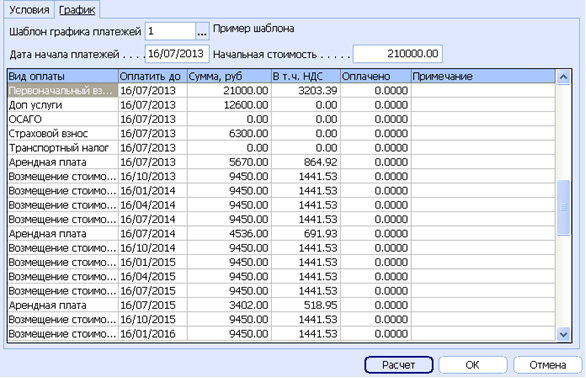 Условия График
Шаблон графика платежей 1 ... Пример шаблона
Дата начала платежей . . . . 16/07/2013 Начальная стоимость . . . . . 210000.00
Вид оплаты Оплатить до Сумма, руб В т.ч. НДС Оплачено Примечание
Первоначальный вз... 16/07/2013 21000.00 3203.39 0.0000
Доп услуги 16/07/2013 12600.00 0.00 0.0000
ОСАГО 16/07/2013 0.00 0.00 0.0000
Страховой взнос 16/07/2013 6300.00 0.00 0.0000
Транспортный налог 16/07/2013 0.00 0.00 0.0000
Арендная плата 16/07/2013 5670.00 864.92 0.0000
Возмещение стоимо... 16/10/2013 9450.00 1441.53 0.0000
Возмещение стоимо... 16/01/2014 9450.00 1441.53 0.0000
Возмещение стоимо... 16/04/2014 9450.00 1441.53 0.0000
Возмещение стоимо... 16/07/2014 9450.00 1441.53 0.0000
Арендная плата 16/07/2014 4536.00 691.93 0.0000
Возмещение стоимо... 16/10/2014 9450.00 1441.53 0.0000
Возмещение стоимо... 16/01/2015 9450.00 1441.53 0.0000
Возмещение стоимо... 16/04/2015 9450.00 1441.53 0.0000
Возмещение стоимо... 16/07/2015 9450.00 1441.53 0.0000
Арендная плата 16/07/2015 3402.00 518.95 0.0000
Возмещение стоимо... 16/10/2015 9450.00 1441.53 0.0000
Возмещение стоимо... 16/01/2016 9450.00 1441.53 0.0000
Расчет ОК Отмена